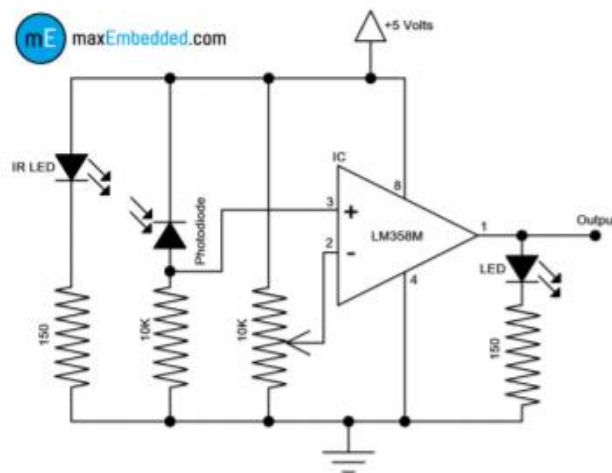 mE maxEmbedded.com
+5 Volts
IR LED
Photodiode
IC
8
3
+
2
-
LM358M
1
Output
4
LED
150
10K
10K
150